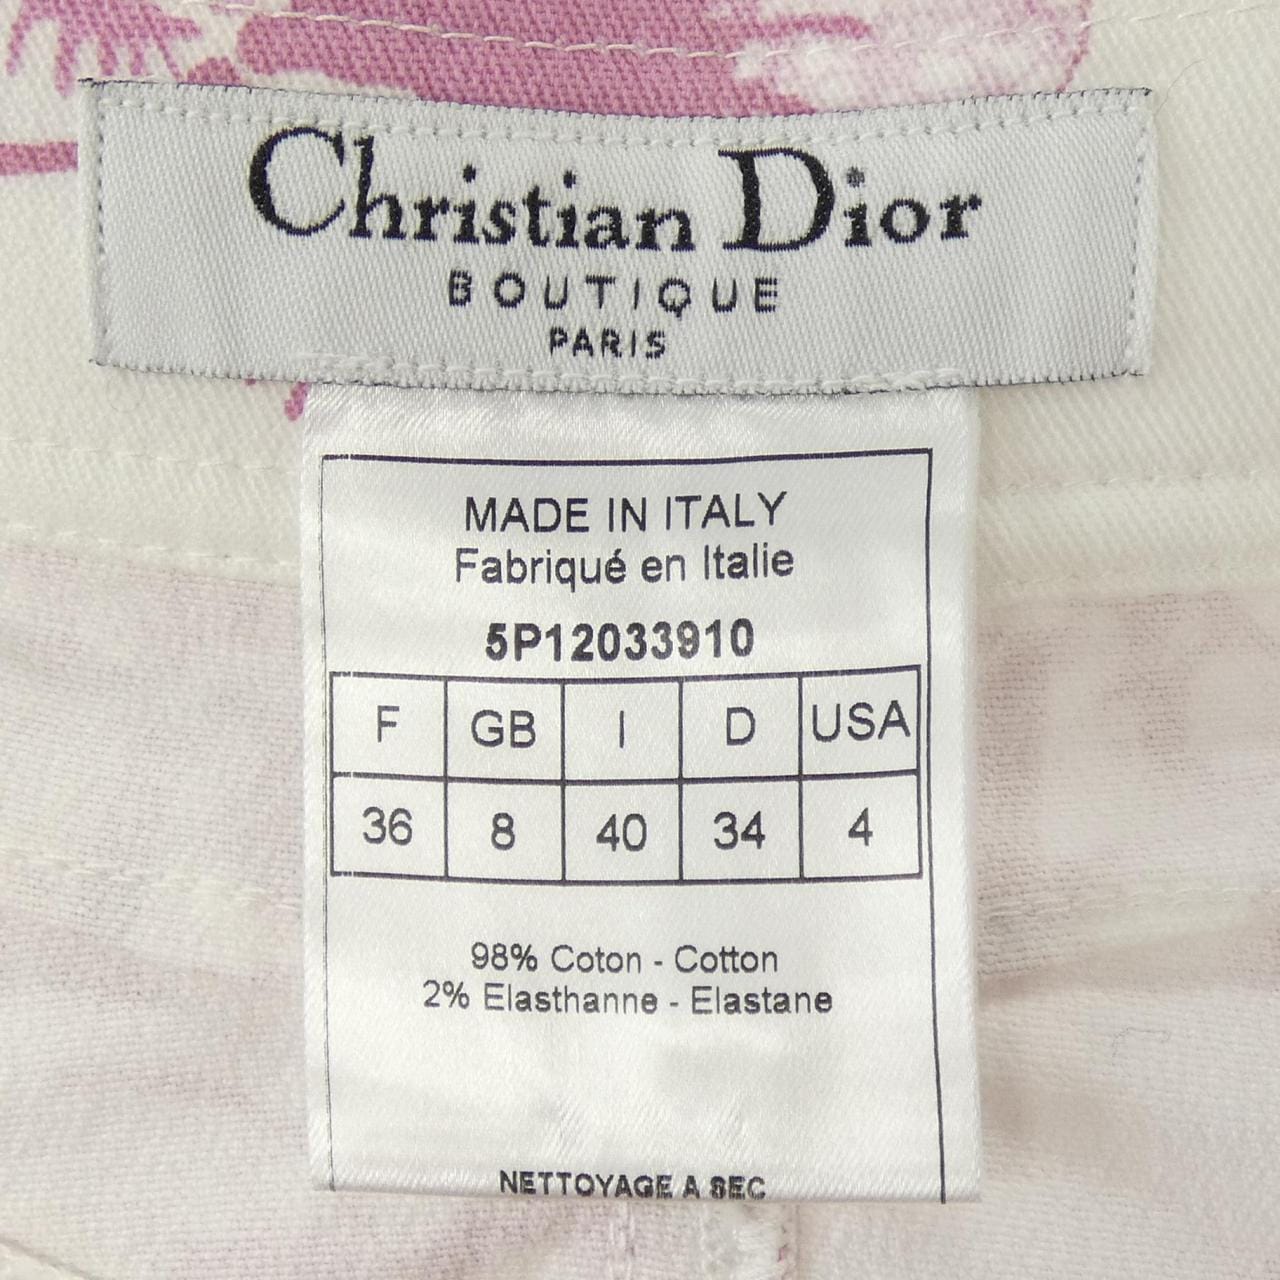 Christian Dior
BOUTIQUE
PARIS
MADE IN ITALY
Fabriqué en Italie
5P12033910
F GB I D USA
36 8 40 34 4
98% Coton - Cotton
2% Elasthanne - Elastane
NETTOYAGE A SEC